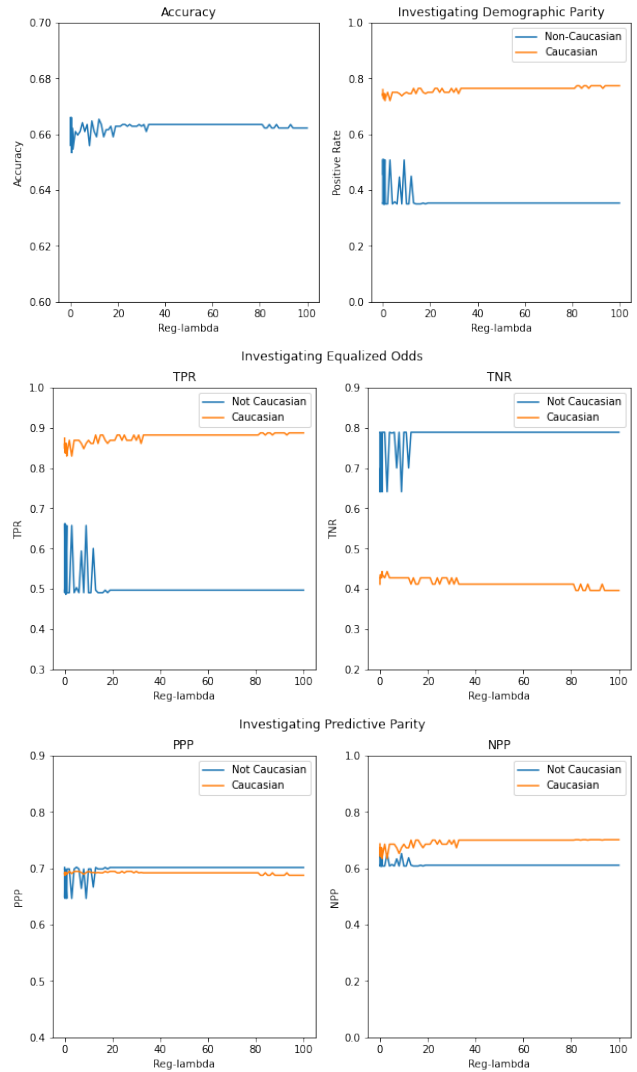 Accuracy
0.70
0.68
0.66
0.64
0.62
0.60
Accuracy
0 20 40 60 80 100
Reg-lambda
Investigating Demographic Parity
Non-Caucasian
Caucasian
1.0
0.8
0.6
0.4
0.2
0.0
Positive Rate
0 20 40 60 80 100
Reg-lambda
Investigating Equalized Odds
TPR
Not Caucasian
Caucasian
1.0
0.9
0.8
0.7
0.6
0.5
0.4
0.3
TPR
0 20 40 60 80 100
Reg-lambda
TNR
Not Caucasian
Caucasian
0.9
0.8
0.7
0.6
0.5
0.4
0.3
0.2
TNR
0 20 40 60 80 100
Reg-lambda
Investigating Predictive Parity
PPP
Not Caucasian
Caucasian
0.9
0.8
0.7
0.6
0.5
0.4
PPP
0 20 40 60 80 100
Reg-lambda
NPP
Not Caucasian
Caucasian
1.0
0.8
0.6
0.4
0.2
0.0
NPP
0 20 40 60 80 100
Reg-lambda